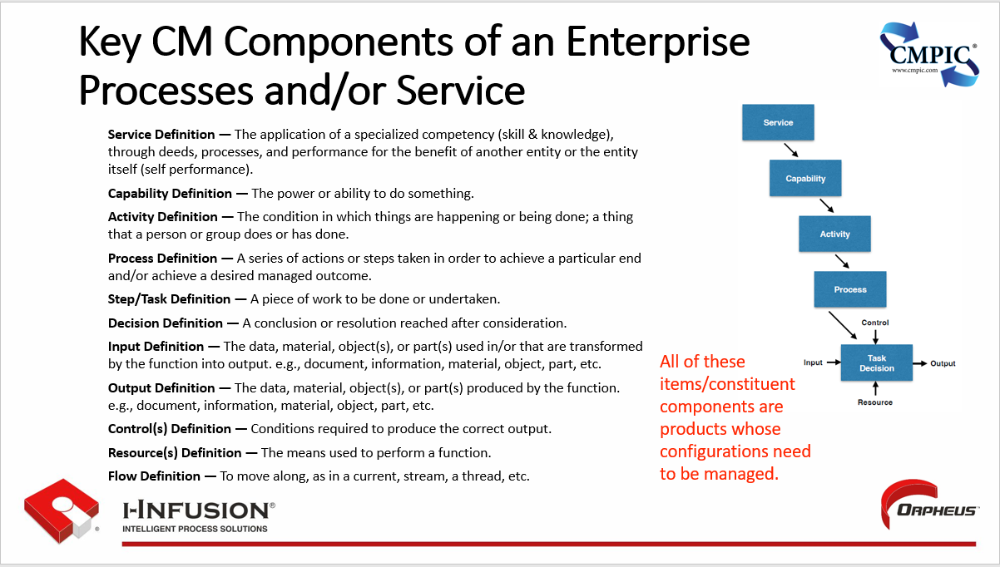 Key CM Components of an Enterprise
Processes and/or Service
CMPIC®
www.cmpic.com
Service Definition — The application of a specialized competency (skill & knowledge),
through deeds, processes, and performance for the benefit of another entity or the entity
itself (self performance).
Capability Definition — The power or ability to do something.
Activity Definition — The condition in which things are happening or being done; a thing
that a person or group does or has done.
Process Definition — A series of actions or steps taken in order to achieve a particular end
and/or achieve a desired managed outcome.
Step/Task Definition — A piece of work to be done or undertaken.
Decision Definition — A conclusion or resolution reached after consideration.
Input Definition — The data, material, object(s), or part(s) used in/or that are transformed
by the function into output. e.g., document, information, material, object, part, etc.
Output Definition — The data, material, object(s), or part(s) produced by the function.
e.g., document, information, material, object, part, etc.
Control(s) Definition — Conditions required to produce the correct output.
Resource(s) Definition — The means used to perform a function.
Flow Definition — To move along, as in a current, stream, a thread, etc.
Service
Capability
Activity
Process
Control
Input
Task
Decision
Output
Resource
All of these
items/constituent
components are
products whose
configurations need
to be managed.
®
I-INFUSION®
INTELLIGENT PROCESS SOLUTIONS
ORPHEUS™